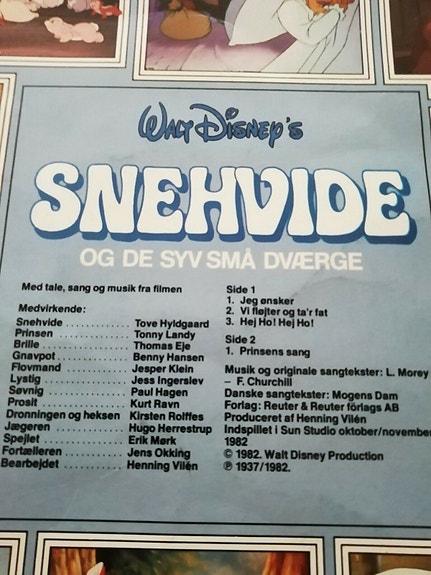 Walt Disney's
SNEHVIDE
OG DE SYV SMÅ DVÆRGE
Med tale, sang og musik fra filmen
Medvirkende:
Snehvide ............ Tove Hyldgaard
Prinsen ............ Tonny Landy
Brille ............ Thomas Eje
Gnavpot ............ Benny Hansen
Flovmand ............ Jesper Klein
Lystig ............ Jess Ingerslev
Søvnig ............ Paul Hagen
Prosit ............ Kurt Ravn
Dronningen og heksen Kirsten Rolffes
Jægeren ............ Hugo Herrestrup
Spejlet ............ Erik Mørk
Fortælleren ............ Jens Okking
Bearbejdet ............ Henning Vilén
Side 1
1. Jeg ønsker
2. Vi fløjter og ta'r fat
3. Hej Ho! Hej Ho!
Side 2
1. Prinsens sang
Musik og originale sangtekster: L. Morey
– F. Churchill
Danske sangtekster: Mogens Dam
Forlag: Reuter & Reuter förlags AB
Produceret af Henning Vilén
Indspillet i Sun Studio oktober/november
1982
© 1982. Walt Disney Production
℗ 1937/1982.